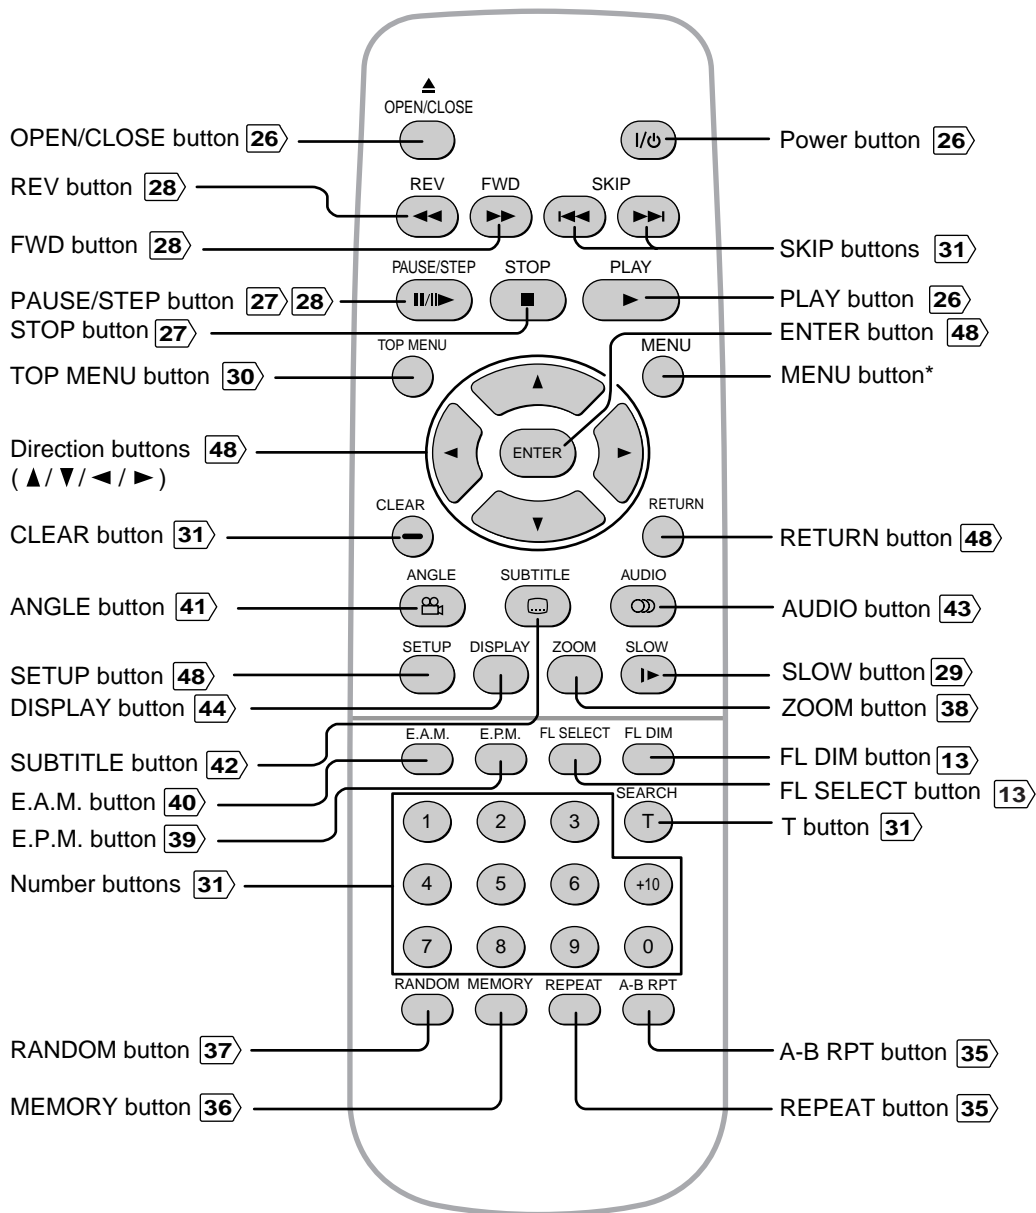 OPEN/CLOSE
OPEN/CLOSE button 26
I/
Power button 26
REV FWD SKIP
REV button 28
FWD button 28
SKIP buttons 31
PAUSE/STEP STOP PLAY
PAUSE/STEP button 27 28
PLAY button 26
STOP button 27
ENTER button 48
TOP MENU MENU
TOP MENU button 30
MENU button*
Direction buttons 48
(▲/▼/◄/►)
ENTER
CLEAR RETURN
CLEAR button 31
RETURN button 48
ANGLE SUBTITLE AUDIO
ANGLE button 41
AUDIO button 43
SETUP DISPLAY ZOOM SLOW
SETUP button 48
SLOW button 29
DISPLAY button 44
ZOOM button 38
E.A.M. E.P.M. FL SELECT FL DIM
SUBTITLE button 42
FL DIM button 13
E.A.M. button 40
FL SELECT button 13
SEARCH
1 2 3 T
E.P.M. button 39
T button 31
Number buttons 31
4 5 6 +10
7 8 9 0
RANDOM MEMORY REPEAT A-B RPT
RANDOM button 37
A-B RPT button 35
MEMORY button 36
REPEAT button 35